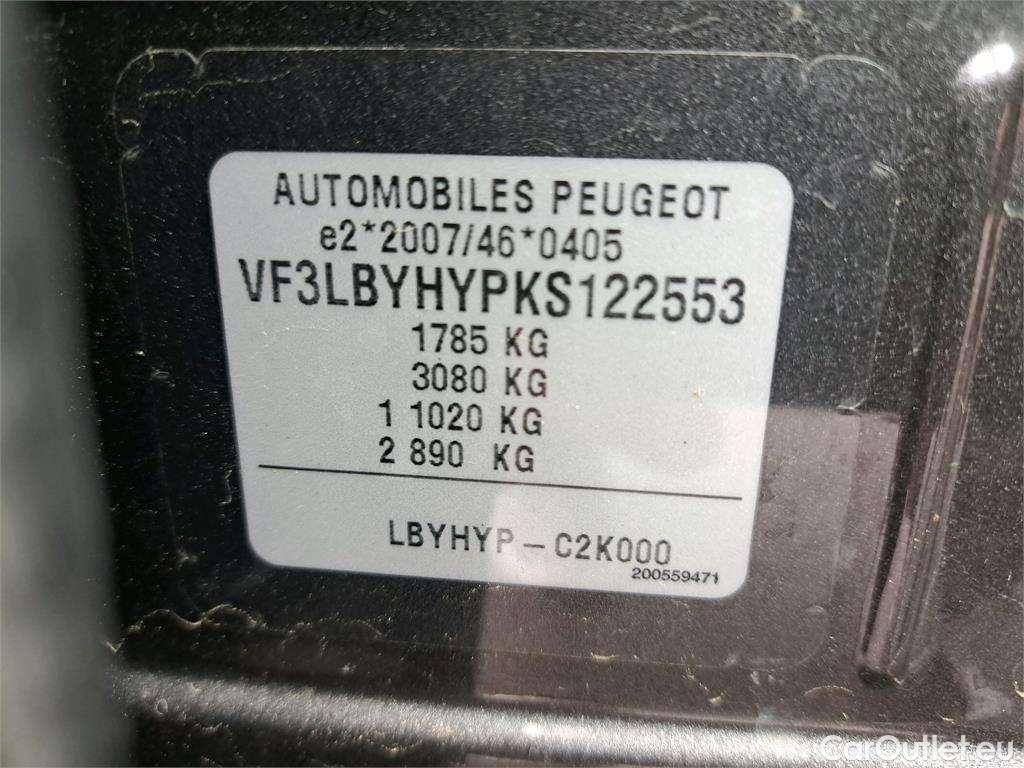 AUTOMOBILES PEUGEOT
e2*2007/46*0405
VF3LBYHYPKS122553
1785 KG
3080 KG
1 1020 KG
2 890 KG
LBYHYP-C2K000
200559471
CarOutlet.eu